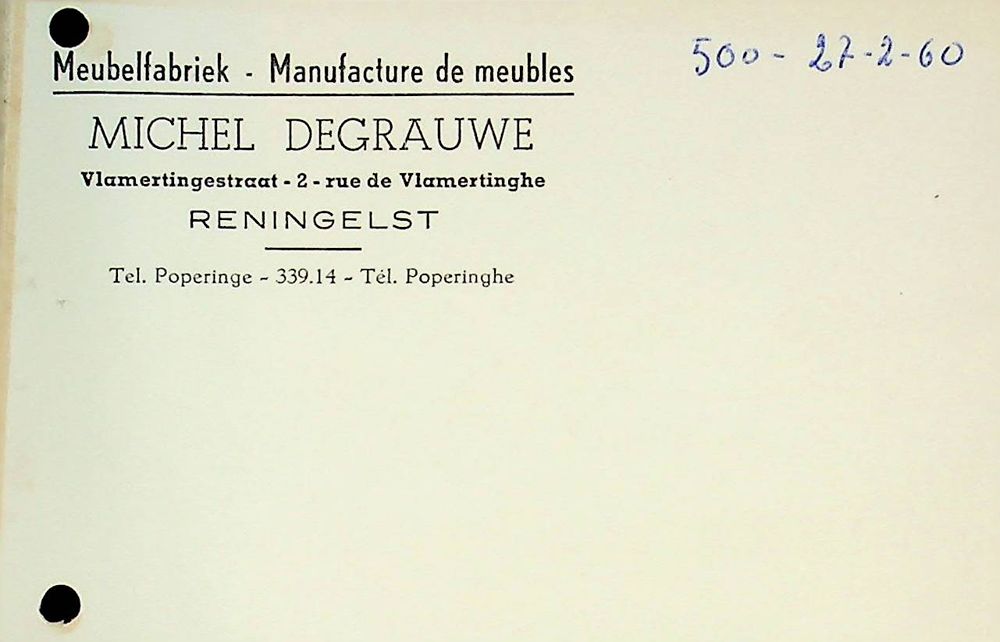 Meubelfabriek - Manufacture de meubles
500 - 27-2-60
MICHEL DEGRAUWE
Vlamertingestraat - 2 - rue de Vlamertinghe
RENINGELST
Tel. Poperinge - 339.14 - Tél. Poperinghe